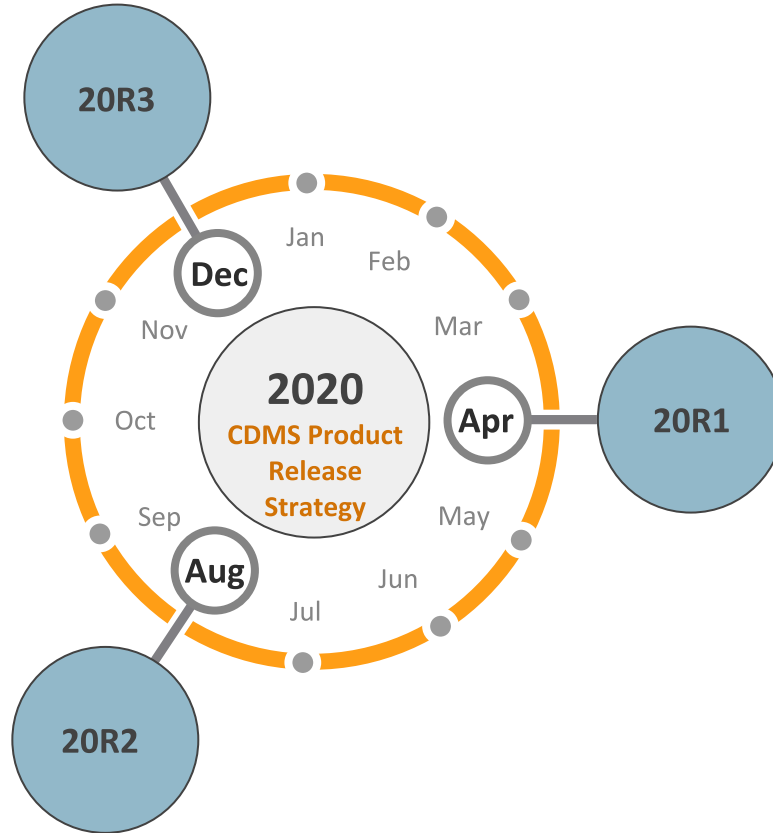 20R3
Jan
Feb
Mar
Apr
May
Jun
Jul
Aug
Sep
Oct
Nov
Dec
2020
CDMS Product
Release
Strategy
20R1
20R2